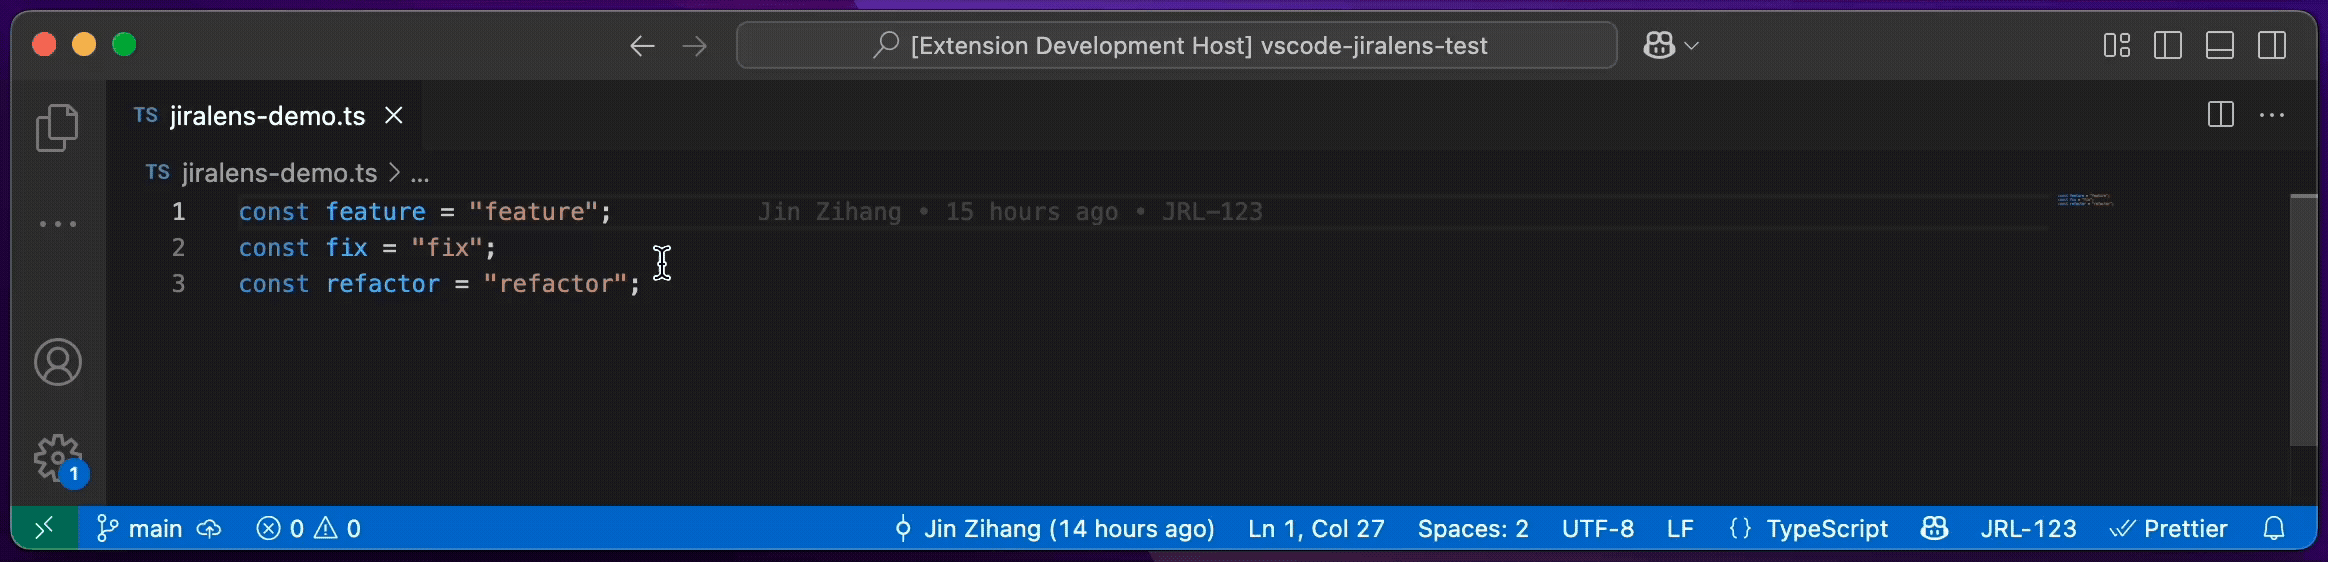 [Extension Development Host] vscode-jiralens-test
TS jiralens-demo.ts
TS jiralens-demo.ts > ...
1 const feature = "feature"; Jin Zihang • 15 hours ago • JRL-123
2 const fix = "fix";
3 const refactor = "refactor";
1
main 0 0 Jin Zihang (14 hours ago) Ln 1, Col 27 Spaces: 2 UTF-8 LF {} TypeScript JRL-123 Prettier